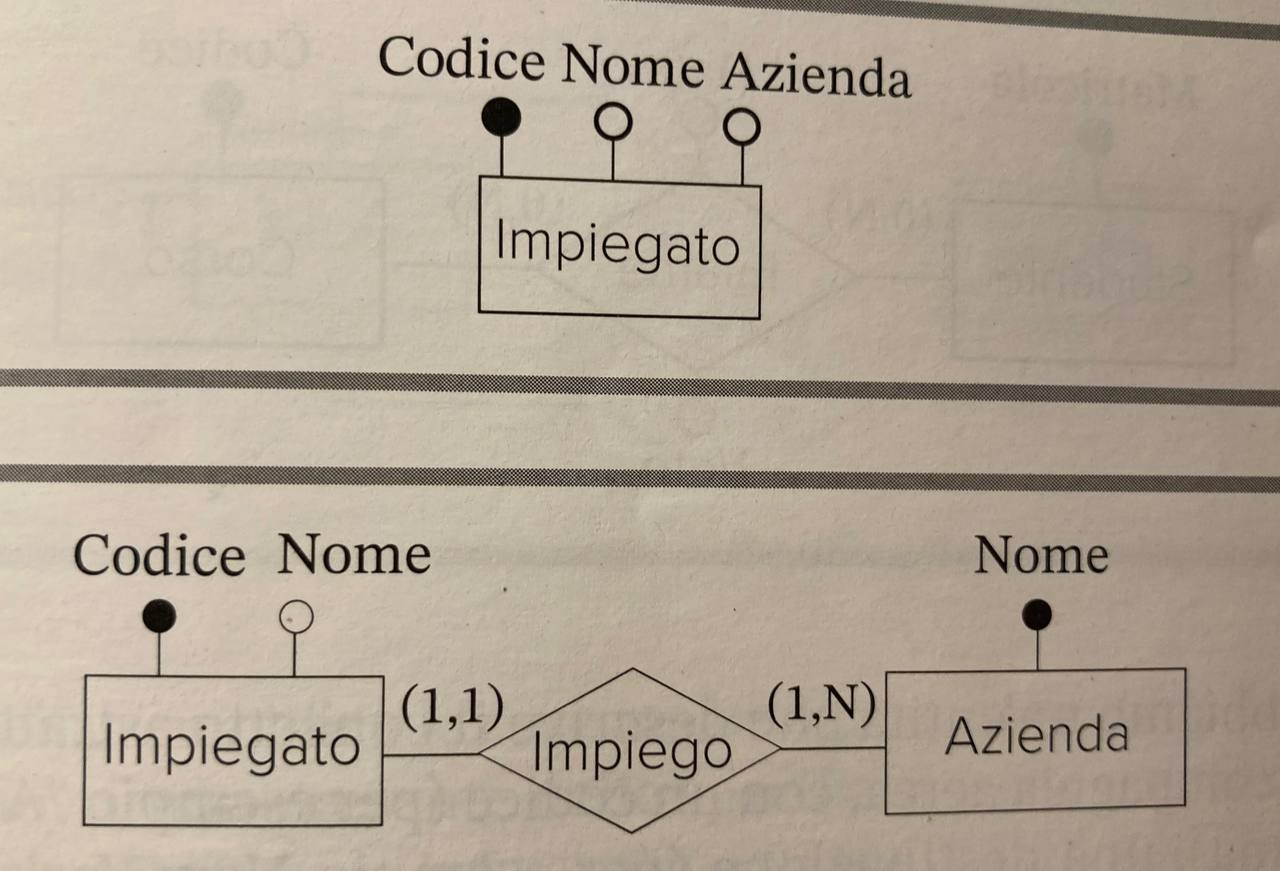 Codice Nome Azienda
Impiegato
Codice Nome
Nome
Impiegato
(1,1)
Impiego
(1,N)
Azienda